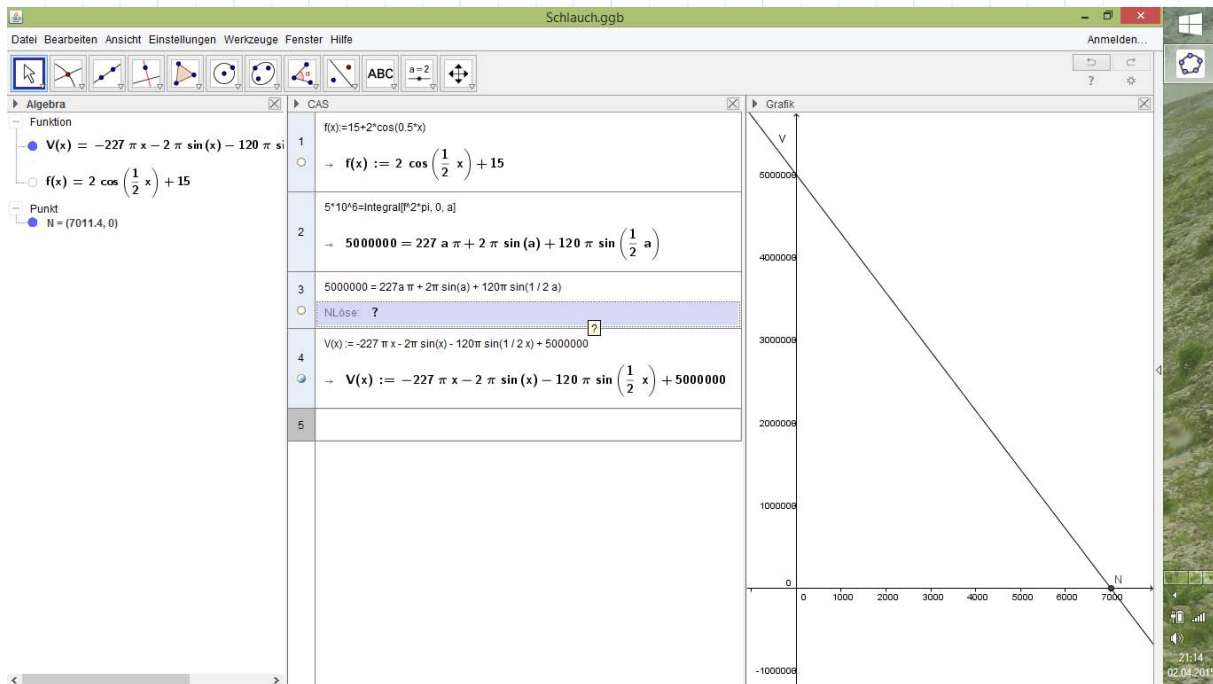 Schlauch.ggb
Datei Bearbeiten Ansicht Einstellungen Werkzeuge Fenster Hilfe
Anmelden...
ABC
a=2
?
Algebra
CAS
Grafik
Funktion
V(x) = −227 π x − 2 π sin(x) − 120 π si
f(x) = 2 cos(1/2 x) + 15
Punkt
N = (7011.4, 0)
1
f(x):=15+2*cos(0.5*x)
→ f(x) := 2 cos(1/2 x) + 15
2
5*10^6=Integral[f^2*pi, 0, a]
→ 5000000 = 227 a π + 2 π sin(a) + 120 π sin(1/2 a)
3
5000000 = 227a π + 2π sin(a) + 120π sin(1 / 2 a)
NLöse: ?
?
4
V(x) := -227 π x - 2π sin(x) - 120π sin(1 / 2 x) + 5000000
→ V(x) := −227 π x − 2 π sin(x) − 120 π sin(1/2 x) + 5000000
5
V
5000000
4000000
3000000
2000000
1000000
0
-1000000
0 1000 2000 3000 4000 5000 6000 7000
N
21:14
02.04.2015